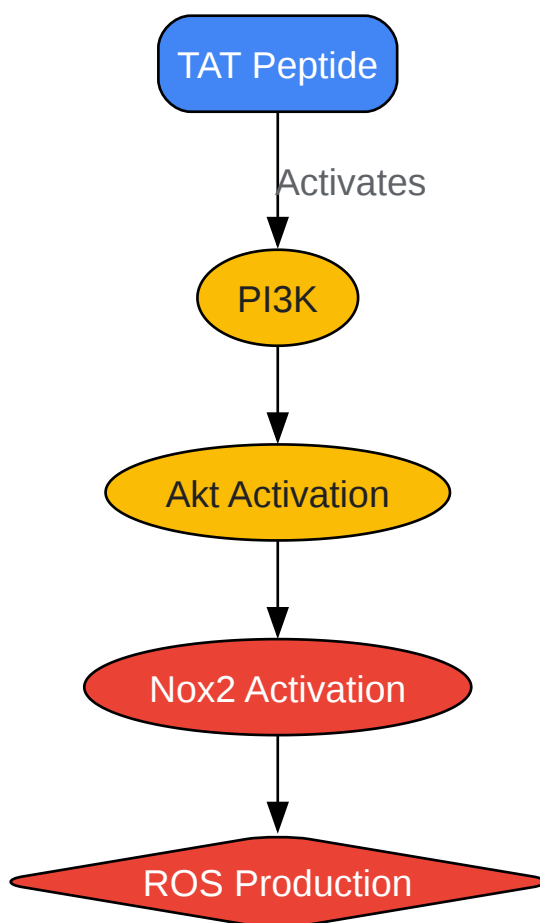 TAT Peptide
Activates
PI3K
Akt Activation
Nox2 Activation
ROS Production